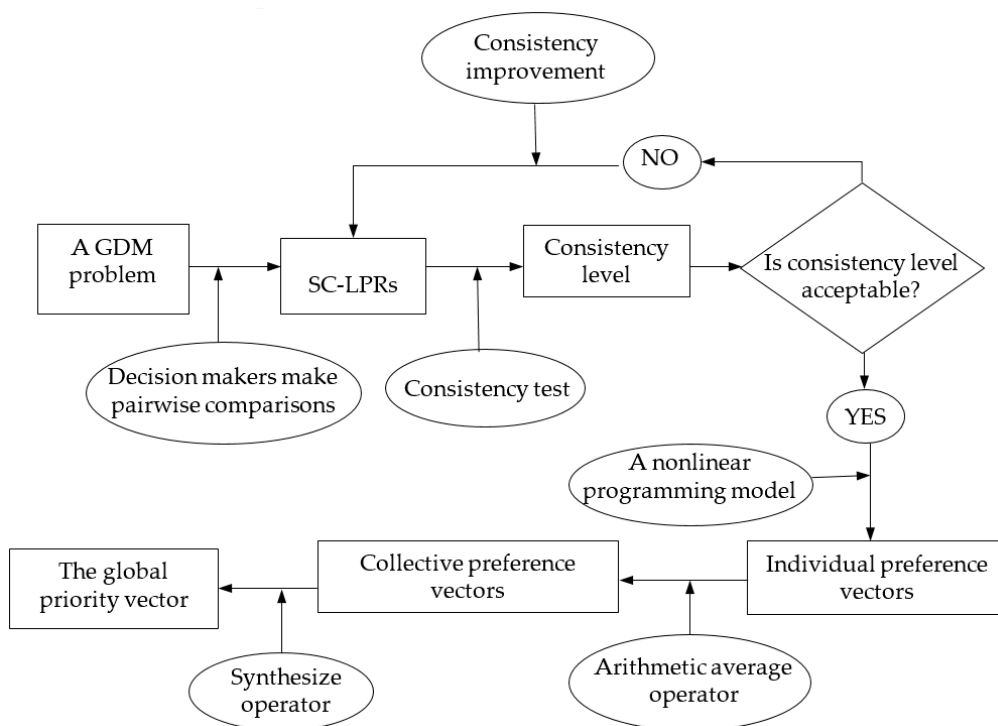 Consistency
improvement
NO
A GDM
problem
SC-LPRs
Consistency
level
Is consistency level
acceptable?
Decision makers make
pairwise comparisons
Consistency test
YES
A nonlinear
programming model
The global
priority vector
Collective preference
vectors
Individual preference
vectors
Synthesize
operator
Arithmetic average
operator